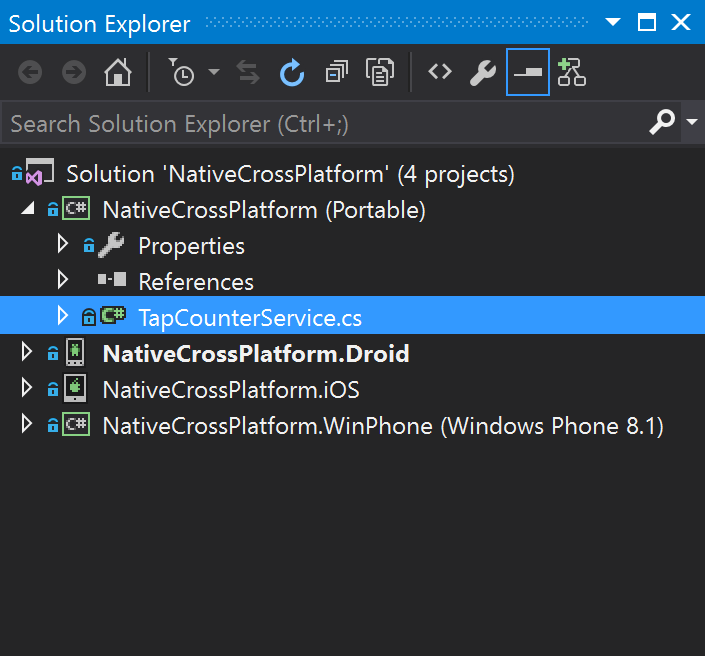 Solution Explorer
Search Solution Explorer (Ctrl+;)
Solution 'NativeCrossPlatform' (4 projects)
C# NativeCrossPlatform (Portable)
Properties
References
C# TapCounterService.cs
NativeCrossPlatform.Droid
NativeCrossPlatform.iOS
C# NativeCrossPlatform.WinPhone (Windows Phone 8.1)